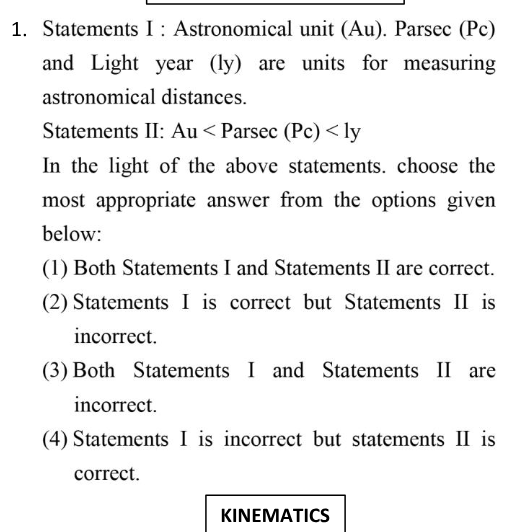 1. Statements I : Astronomical unit (Au). Parsec (Pc)
and Light year (ly) are units for measuring
astronomical distances.
Statements II: Au < Parsec (Pc) < ly
In the light of the above statements. choose the
most appropriate answer from the options given
below:
(1) Both Statements I and Statements II are correct.
(2) Statements I is correct but Statements II is
incorrect.
(3) Both Statements I and Statements II are
incorrect.
(4) Statements I is incorrect but statements II is
correct.
KINEMATICS